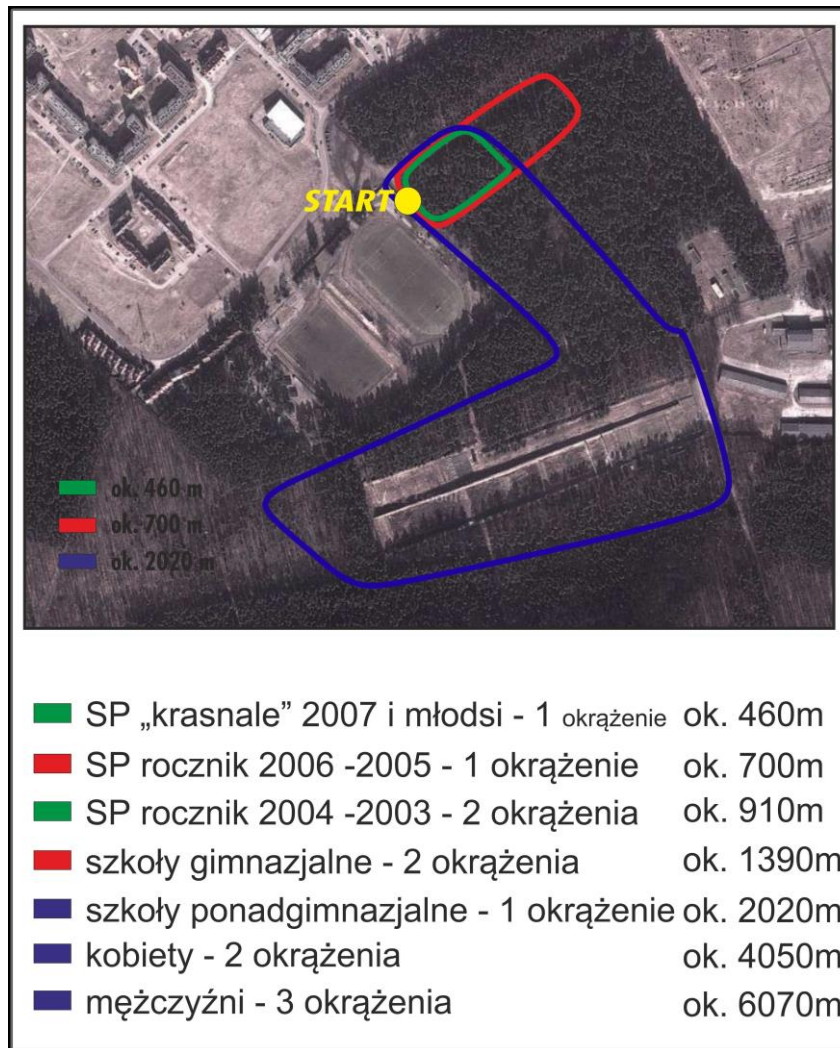 START
ok. 460 m
ok. 700 m
ok. 2020 m
SP „krasnale” 2007 i młodsi - 1 okrążenie ok. 460m
SP rocznik 2006 -2005 - 1 okrążenie ok. 700m
SP rocznik 2004 -2003 - 2 okrążenia ok. 910m
szkoły gimnazjalne - 2 okrążenia ok. 1390m
szkoły ponadgimnazjalne - 1 okrążenie ok. 2020m
kobiety - 2 okrążenia ok. 4050m
mężczyźni - 3 okrążenia ok. 6070m